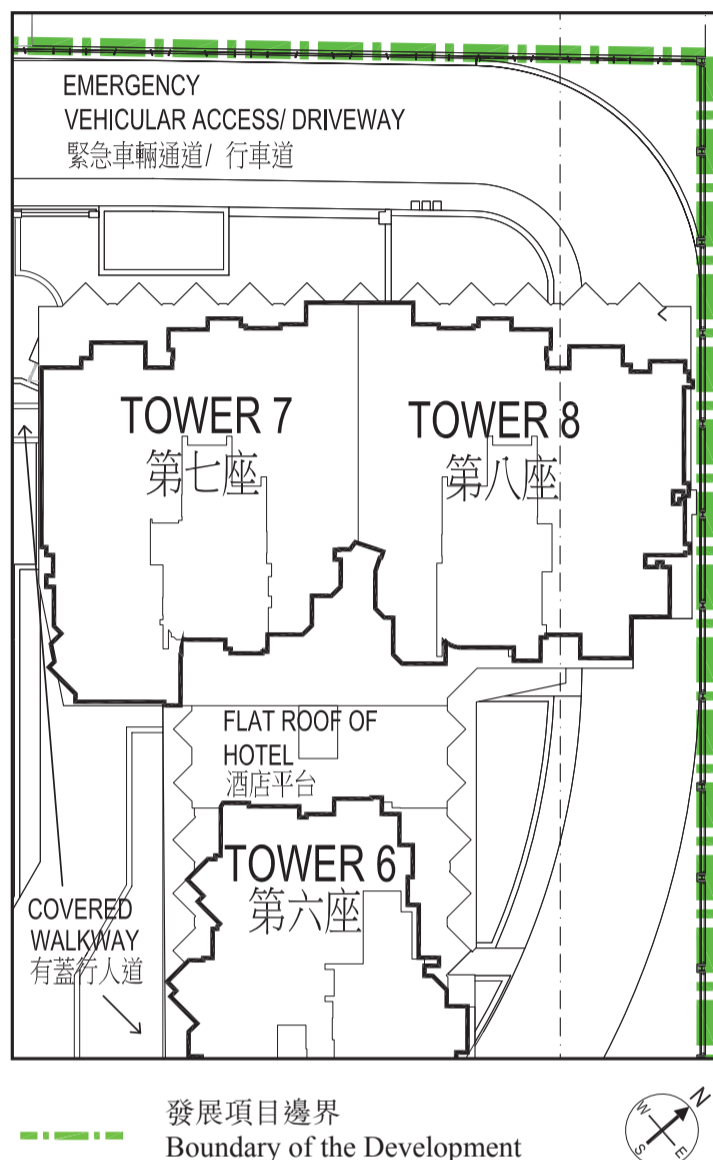 EMERGENCY
VEHICULAR ACCESS/ DRIVEWAY
緊急車輛通道/ 行車道
TOWER 7
第七座
TOWER 8
第八座
FLAT ROOF OF
HOTEL
酒店平台
TOWER 6
第六座
COVERED
WALKWAY
有蓋行人道
發展項目邊界
Boundary of the Development
N
W
E
S